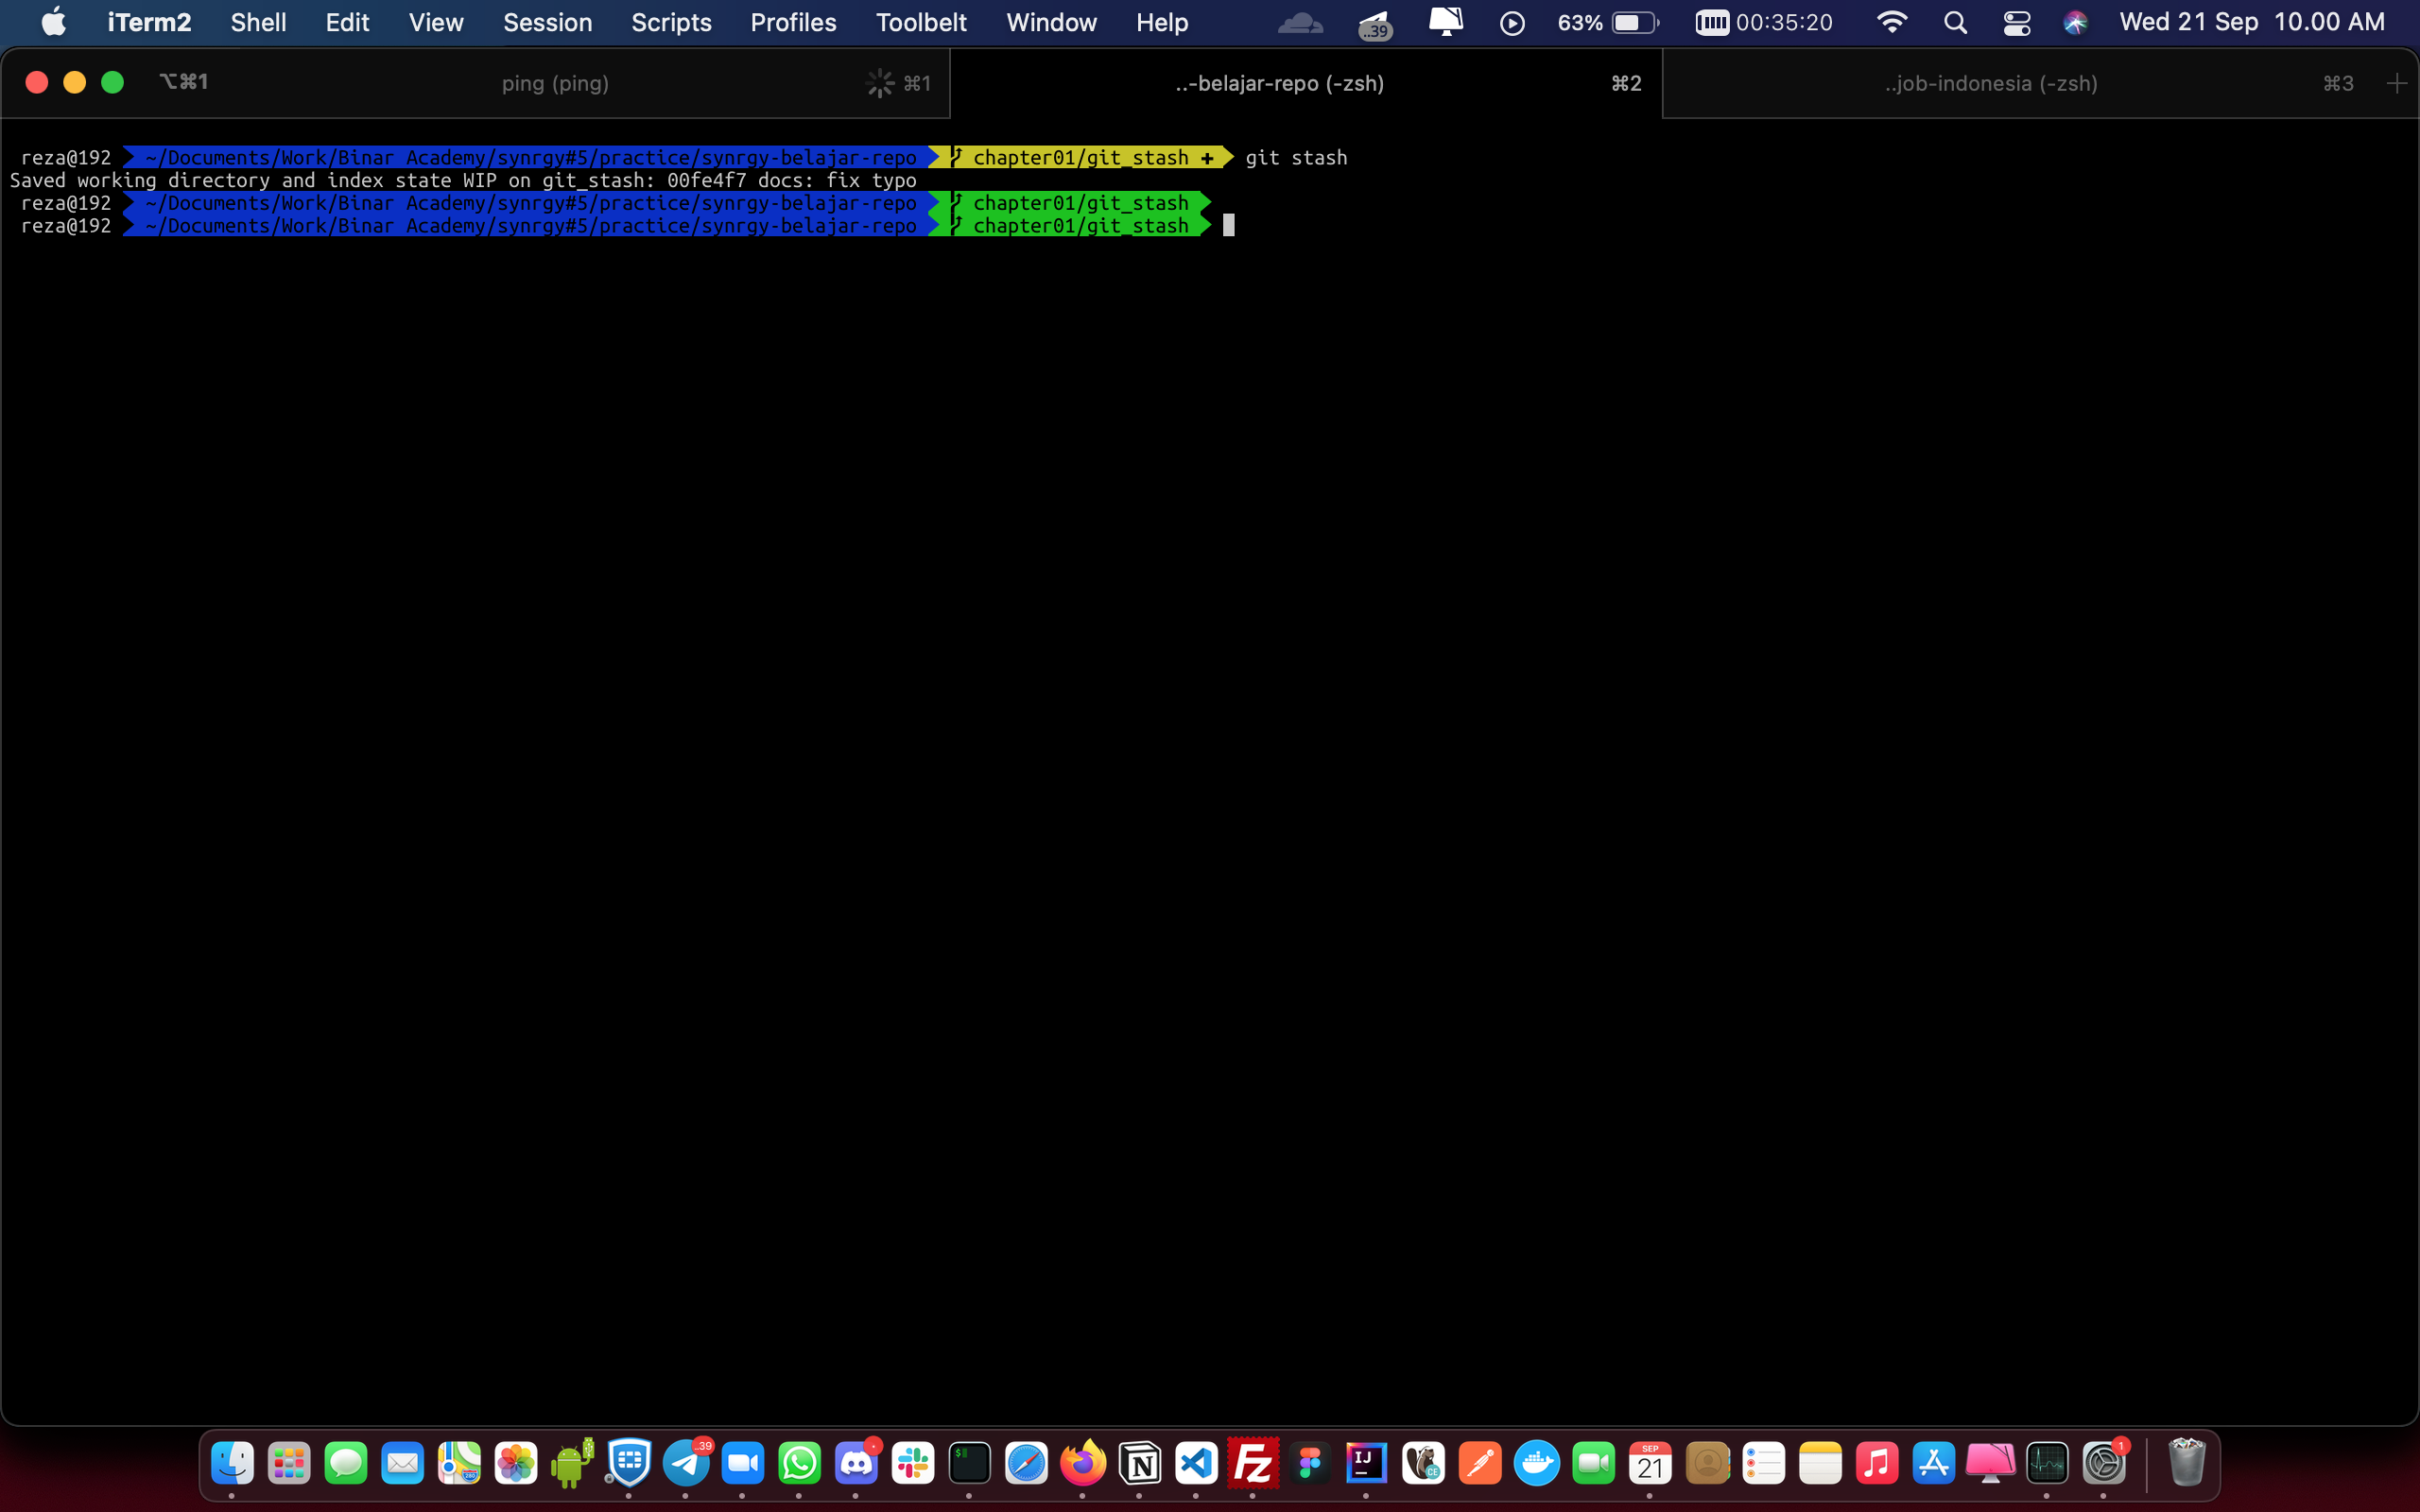 iTerm2 Shell Edit View Session Scripts Profiles Toolbelt Window Help ..39 63% 00:35:20 Wed 21 Sep 10.00 AM
⌥⌘1 ping (ping) ⌘1 ..-belajar-repo (-zsh) ⌘2 ..job-indonesia (-zsh) ⌘3 +
reza@192 ~/Documents/Work/Binar Academy/synrgy#5/practice/synrgy-belajar-repo chapter01/git_stash ✚ git stash
Saved working directory and index state WIP on git_stash: 00fe4f7 docs: fix typo
reza@192 ~/Documents/Work/Binar Academy/synrgy#5/practice/synrgy-belajar-repo chapter01/git_stash
reza@192 ~/Documents/Work/Binar Academy/synrgy#5/practice/synrgy-belajar-repo chapter01/git_stash
280 ..39 $ N Fz IJ CE SEP 21 1